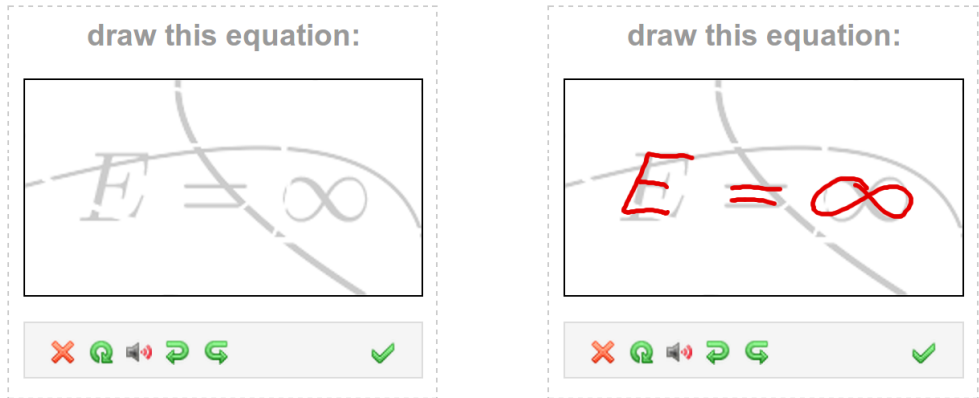 draw this equation:
E = ∞
draw this equation:
E = ∞